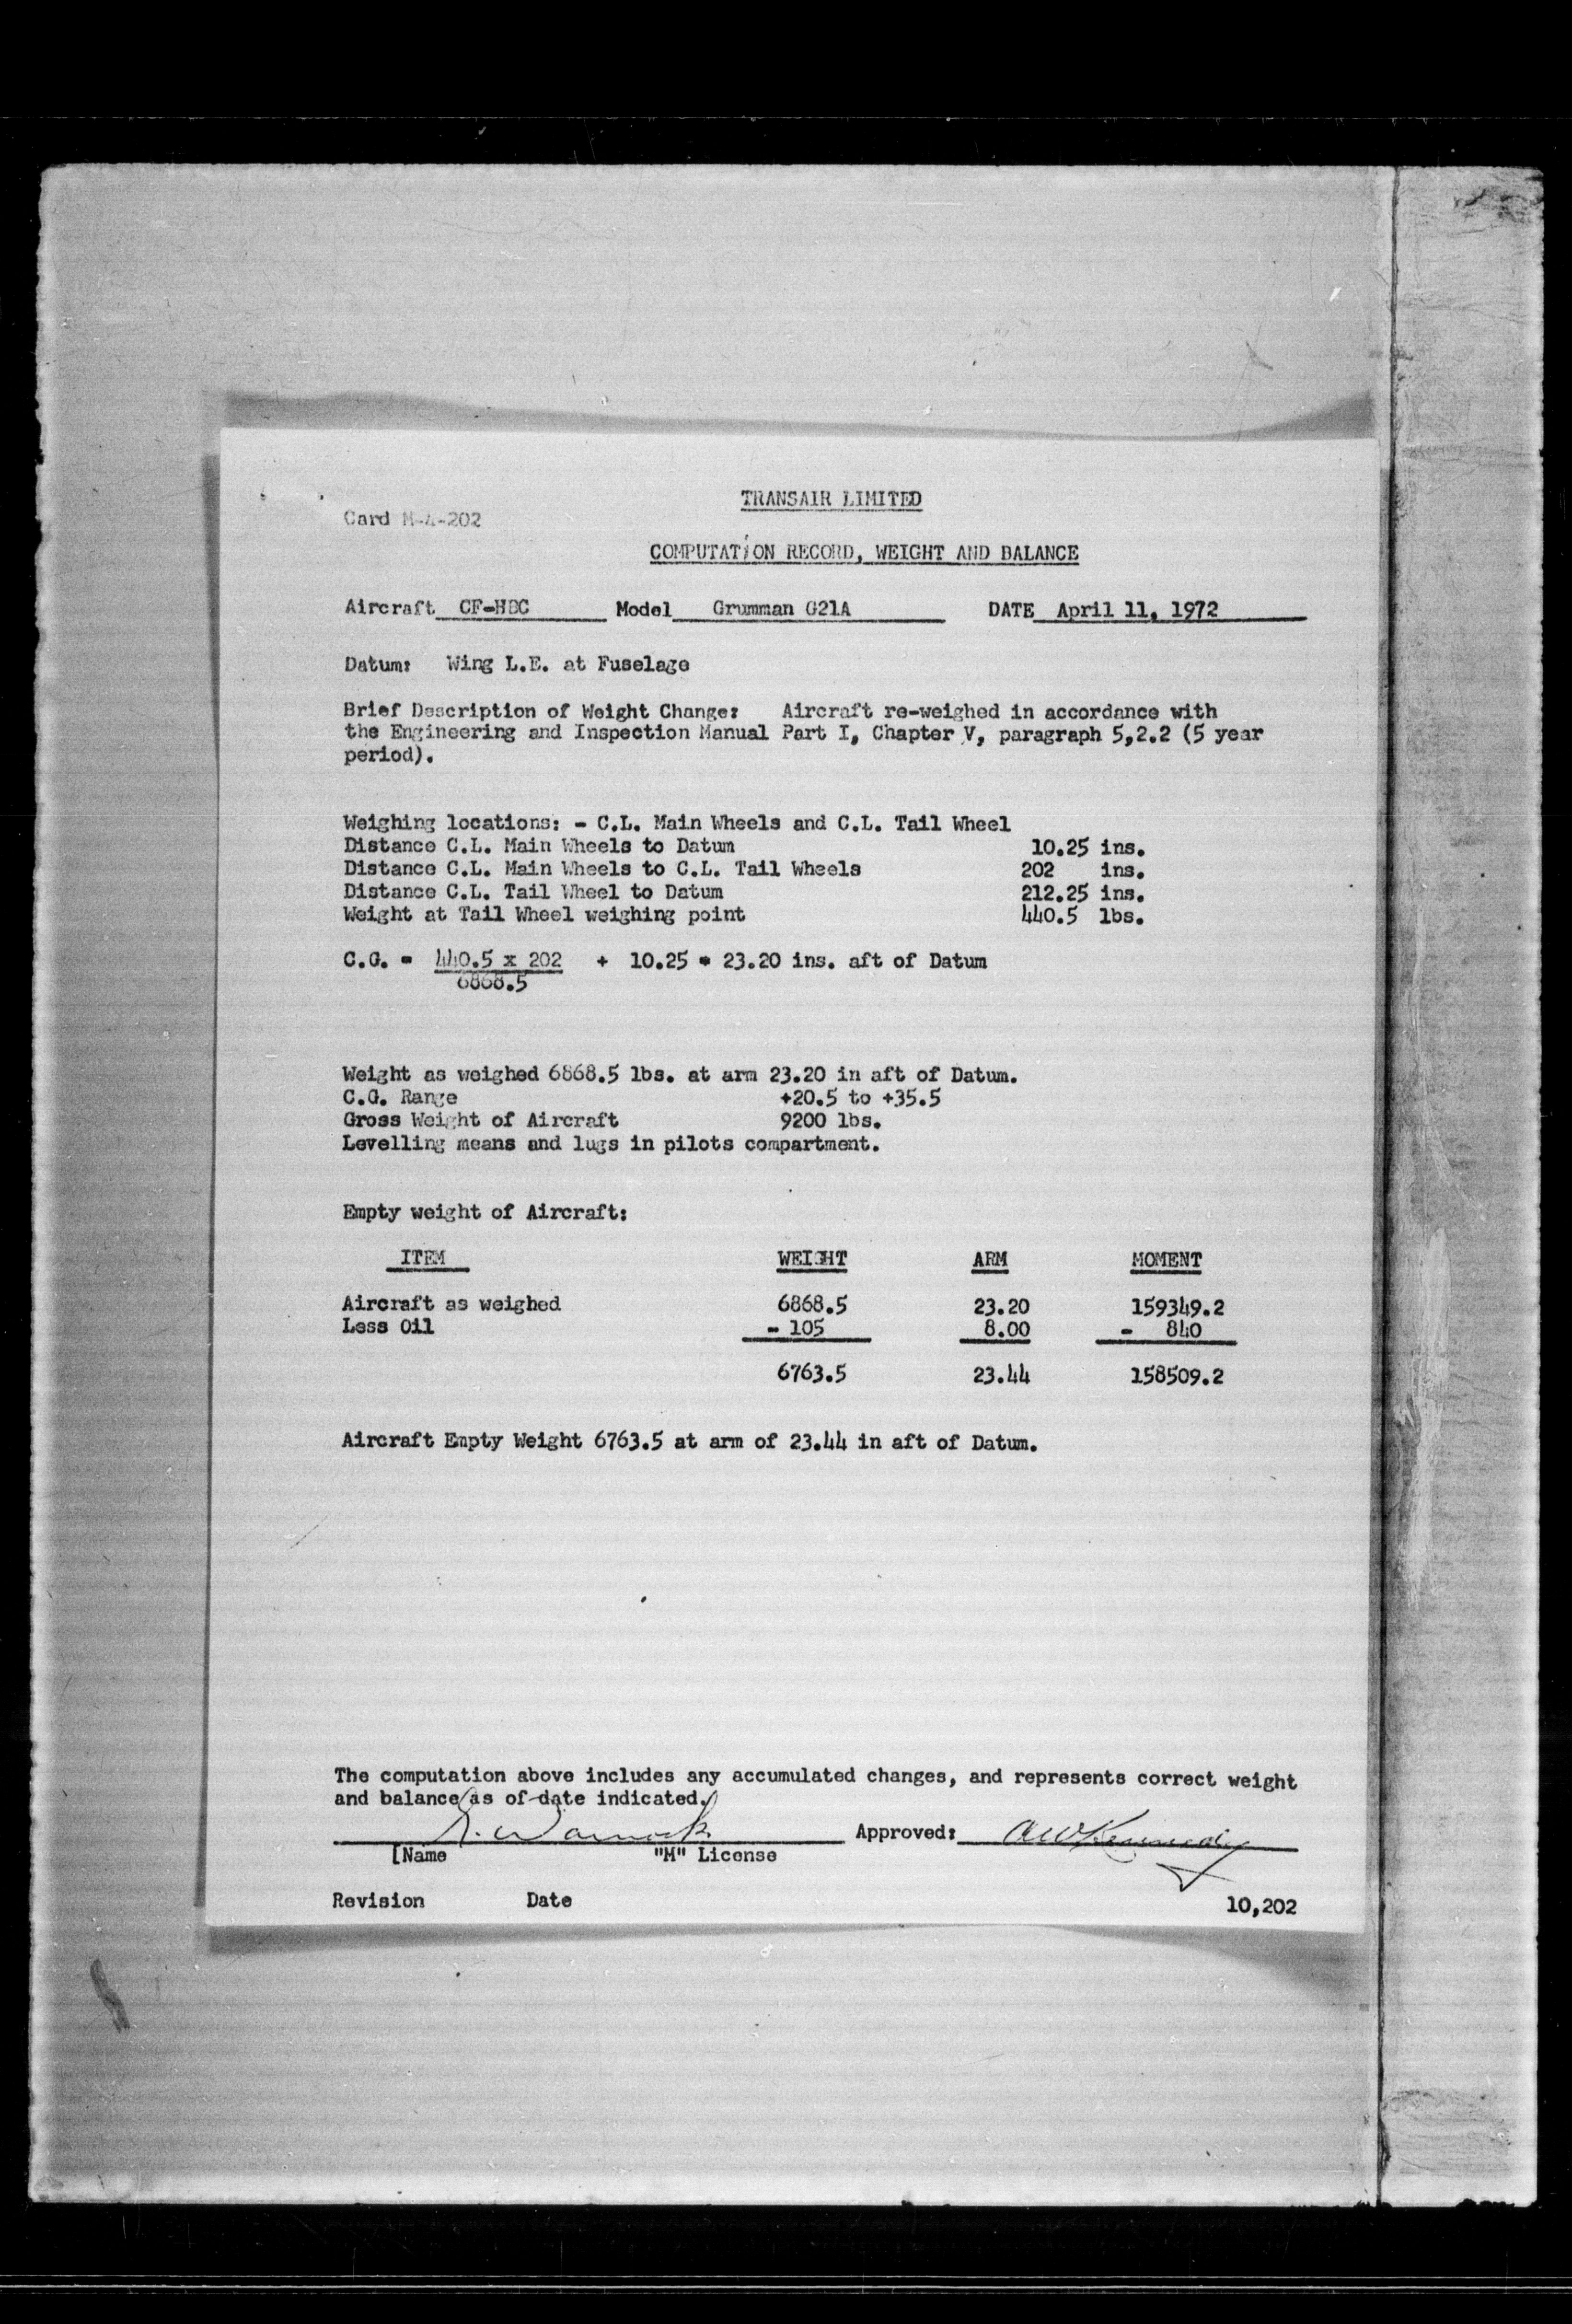 TRANSAIR LIMITED
Card M-4-202
COMPUTATION RECORD, WEIGHT AND BALANCE
Aircraft CF-HBC Model Grumman G21A DATE April 11, 1972
Datum: Wing L.E. at Fuselage
Brief Description of Weight Change: Aircraft re-weighed in accordance with
the Engineering and Inspection Manual Part I, Chapter V, paragraph 5,2.2 (5 year
period).
Weighing locations: - C.L. Main Wheels and C.L. Tail Wheel
Distance C.L. Main Wheels to Datum 10.25 ins.
Distance C.L. Main Wheels to C.L. Tail Wheels 202 ins.
Distance C.L. Tail Wheel to Datum 212.25 ins.
Weight at Tail Wheel weighing point 440.5 lbs.
C.G. = 440.5 x 202 + 10.25 = 23.20 ins. aft of Datum
6868.5
Weight as weighed 6868.5 lbs. at arm 23.20 in aft of Datum.
C.G. Range +20.5 to +35.5
Gross Weight of Aircraft 9200 lbs.
Levelling means and lugs in pilots compartment.
Empty weight of Aircraft:
ITEM WEIGHT ARM MOMENT
Aircraft as weighed 6868.5 23.20 159349.2
Less Oil - 105 8.00 - 840
6763.5 23.44 158509.2
Aircraft Empty Weight 6763.5 at arm of 23.44 in aft of Datum.
The computation above includes any accumulated changes, and represents correct weight
and balance as of date indicated.
Approved: AW Kennedy
[Name "M" License
Revision Date 10,202